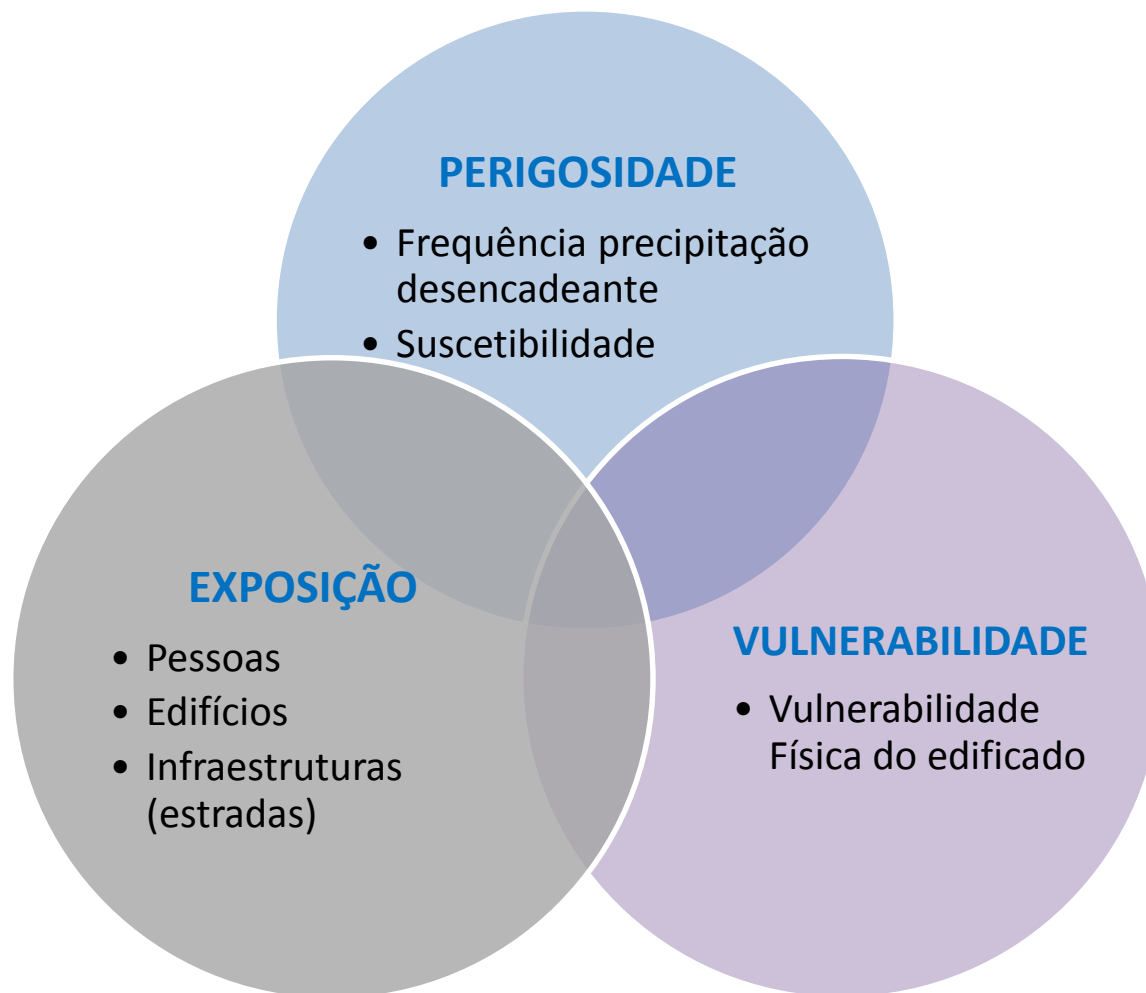 PERIGOSIDADE
• Frequência precipitação
desencadeante
• Suscetibilidade
EXPOSIÇÃO
• Pessoas
• Edifícios
• Infraestruturas
(estradas)
VULNERABILIDADE
• Vulnerabilidade
Física do edificado